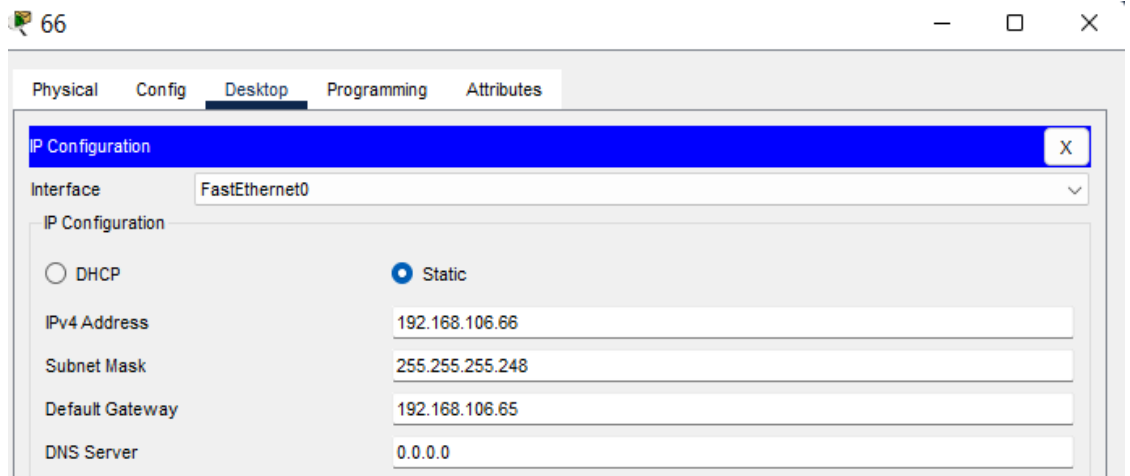 66
Physical Config Desktop Programming Attributes
IP Configuration X
Interface FastEthernet0
IP Configuration
DHCP Static
IPv4 Address 192.168.106.66
Subnet Mask 255.255.255.248
Default Gateway 192.168.106.65
DNS Server 0.0.0.0